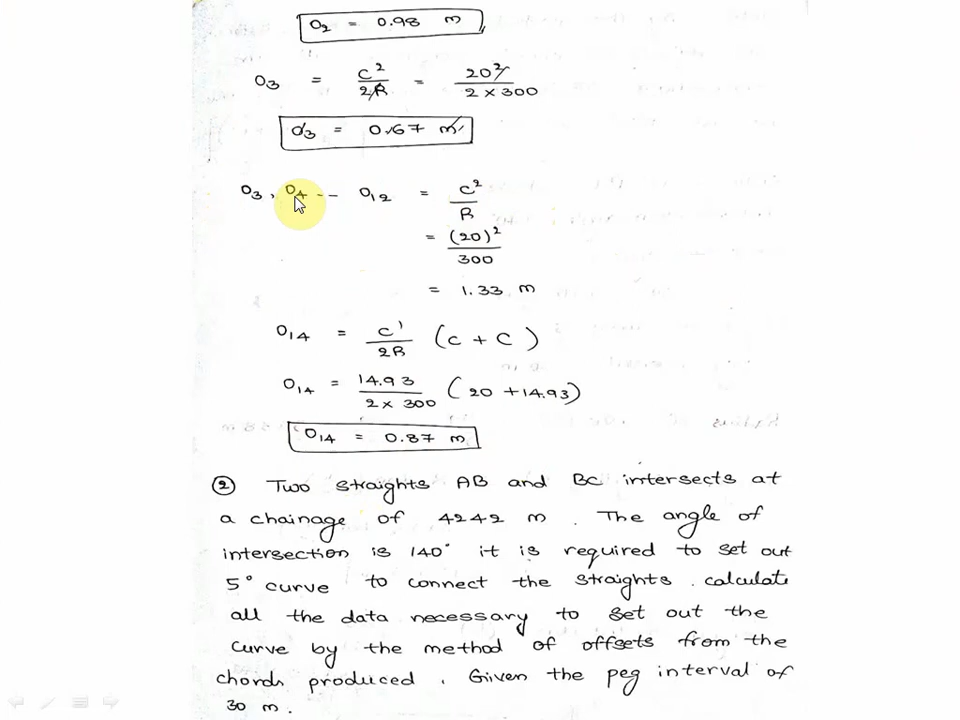 O2 = 0.98 m
O3 = C² / 2R = 20² / 2 × 300
O3 = 0.67 m
O3, O4 -- O12 = C² / R
= (20)² / 300
= 1.33 m
O14 = C' / 2R (C + C)
O14 = 14.93 / 2 × 300 (20 + 14.93)
O14 = 0.87 m
② Two straights AB and BC intersects at
a chainage of 4242 m. The angle of
intersection is 140° it is required to set out
5° curve to connect the straights. calculate
all the data necessary to set out the
curve by the method of offsets from the
chords produced. Given the peg interval of
30 m.